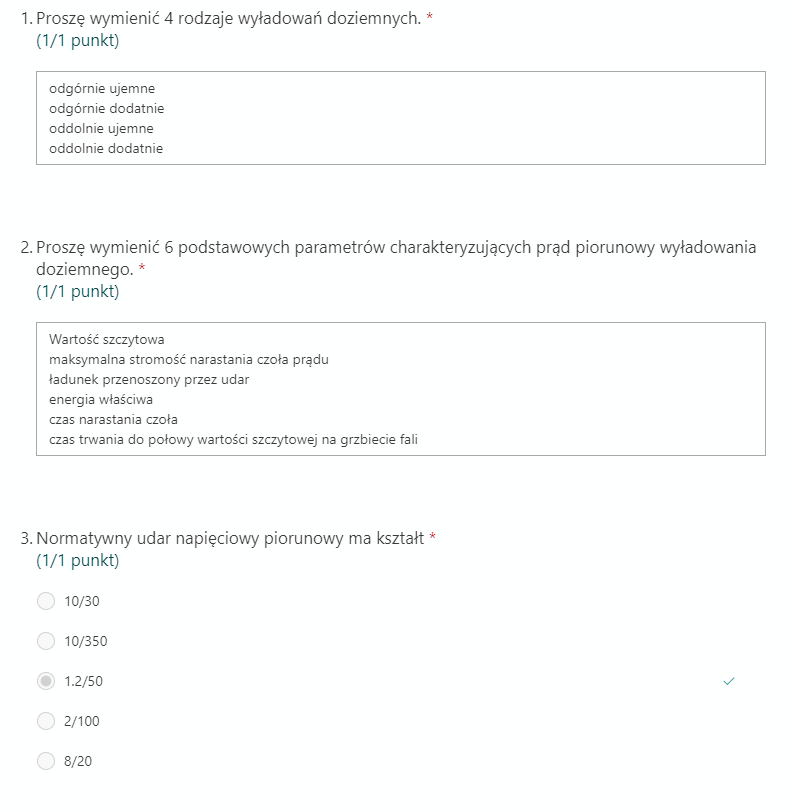 1. Proszę wymienić 4 rodzaje wyładowań doziemnych. *
(1/1 punkt)
odgórnie ujemne
odgórnie dodatnie
oddolnie ujemne
oddolnie dodatnie
2. Proszę wymienić 6 podstawowych parametrów charakteryzujących prąd piorunowy wyładowania
doziemnego. *
(1/1 punkt)
Wartość szczytowa
maksymalna stromość narastania czoła prądu
ładunek przenoszony przez udar
energia właściwa
czas narastania czoła
czas trwania do połowy wartości szczytowej na grzbiecie fali
3. Normatywny udar napięciowy piorunowy ma kształt *
(1/1 punkt)
10/30
10/350
1.2/50
2/100
8/20